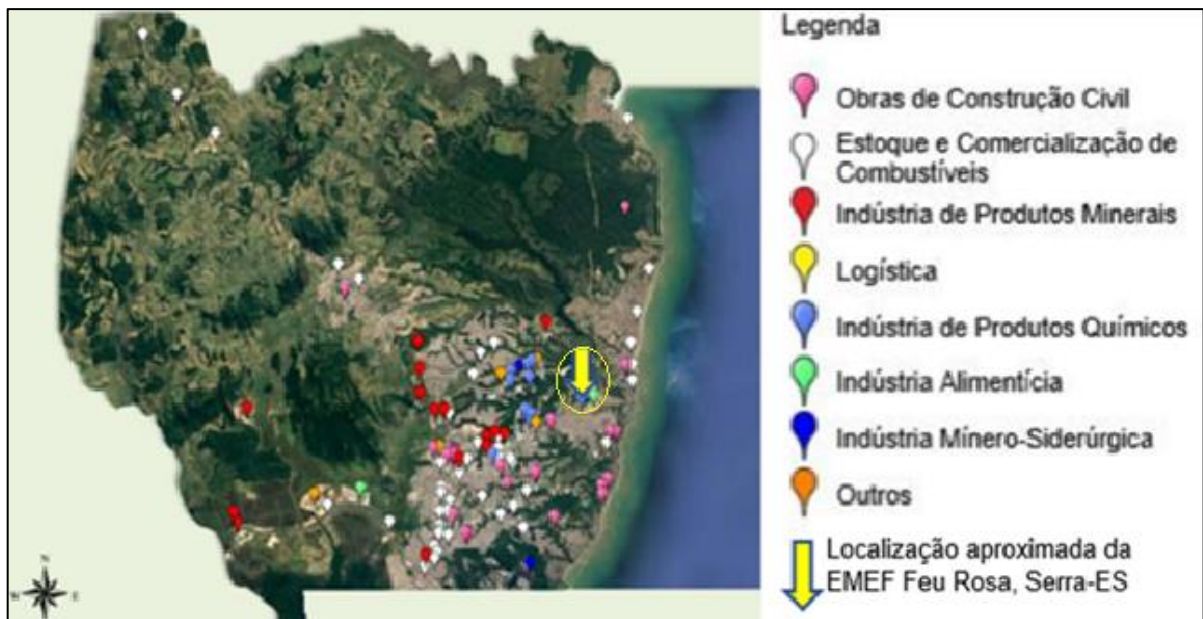 Legenda
Obras de Construção Civil
Estoque e Comercialização de
Combustíveis
Indústria de Produtos Minerais
Logística
Indústria de Produtos Químicos
Indústria Alimentícia
Indústria Mínero-Siderúrgica
Outros
Localização aproximada da
EMEF Feu Rosa, Serra-ES
N
W
E